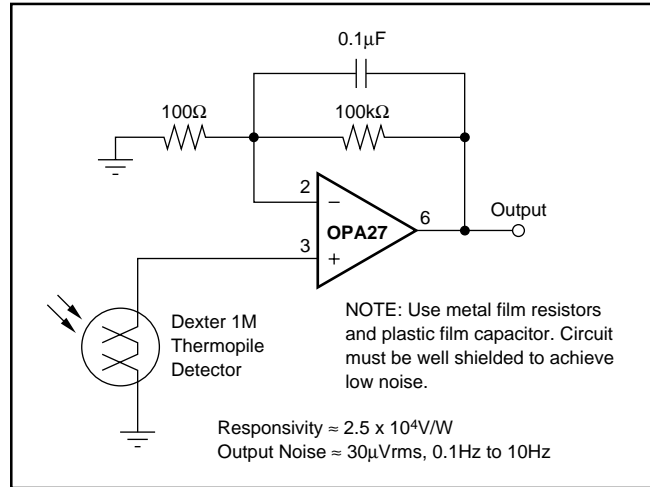 0.1μF
100Ω
100kΩ
2
6
Output
OPA27
3
Dexter 1M
Thermopile
Detector
NOTE: Use metal film resistors
and plastic film capacitor. Circuit
must be well shielded to achieve
low noise.
Responsivity ≈ 2.5 x 10⁴V/W
Output Noise ≈ 30μVrms, 0.1Hz to 10Hz